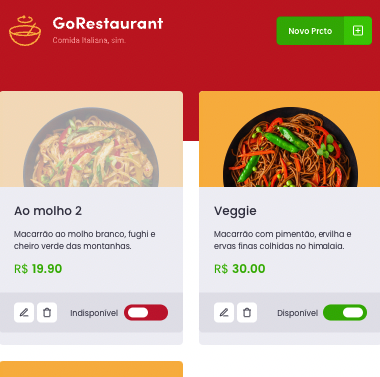 GoRestaurant
Comida Italiana, sim.
Novo Prcto
Ao molho 2
Macarrão ao molho branco, fughi e
cheiro verde das montanhas.
R$ 19.90
Indisponível
Veggie
Macarrão com pimentão, ervilha e
ervas finas colhidas no himalaia.
R$ 30.00
Disponível